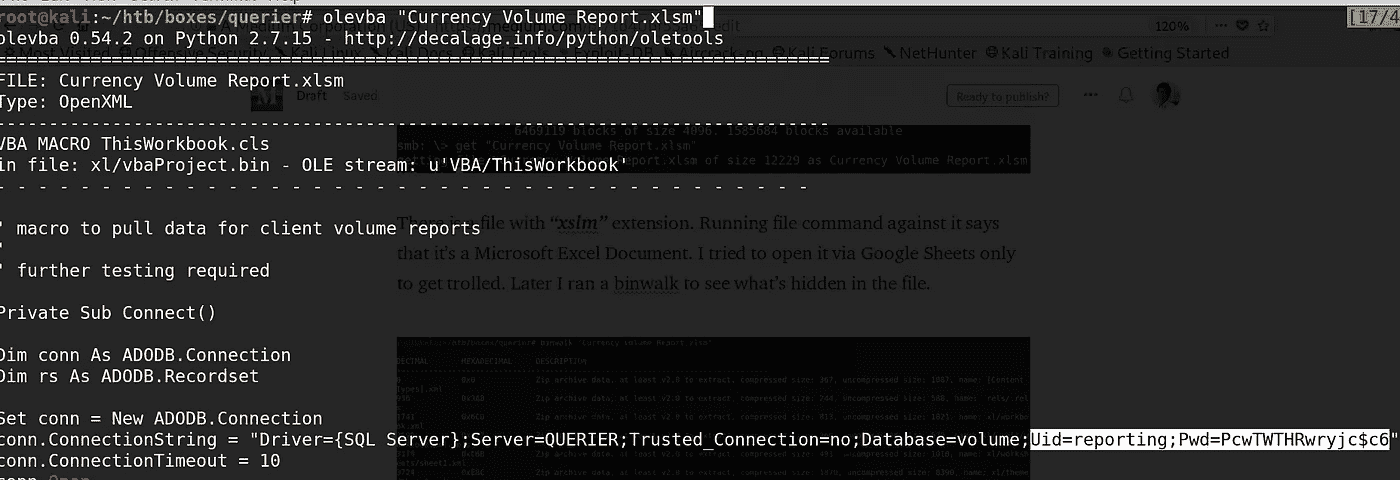 root@kali:~/htb/boxes/querier# olevba "Currency Volume Report.xlsm"
[17/4
120%
olevba 0.54.2 on Python 2.7.15 - http://decalage.info/python/oletools
Most Visited Offensive Security Kali Linux Kali Docs Kali Tools Exploit-DB Aircrack-ng Kali Forums NetHunter Kali Training Getting Started
===============================================================================
FILE: Currency Volume Report.xlsm
Type: OpenXML
Draft Saved
Ready to publish?
-------------------------------------------------------------------------------
6469119 blocks of size 4096. 1585684 blocks available
VBA MACRO ThisWorkbook.cls
smb: \> get "Currency Volume Report.xlsm"
in file: xl/vbaProject.bin - OLE stream: u'VBA/ThisWorkbook'
Report.xlsm of size 12229 as Currency Volume Report.xlsm
- - - - - - - - - - - - - - - - - - - - - - - - - - - - - - - - - - - - - - -
There is a file with “xslm” extension. Running file command against it says
' macro to pull data for client volume reports
'
that it’s a Microsoft Excel Document. I tried to open it via Google Sheets only
' further testing required
to get trolled. Later I ran a binwalk to see what’s hidden in the file.
Private Sub Connect()
Dim conn As ADODB.Connection
DECIMAL HEXADECIMAL DESCRIPTION
Dim rs As ADODB.Recordset
Set conn = New ADODB.Connection
conn.ConnectionString = "Driver={SQL Server};Server=QUERIER;Trusted_Connection=no;Database=volume;Uid=reporting;Pwd=PcwTWTHRwryjc$c6"
conn.ConnectionTimeout = 10